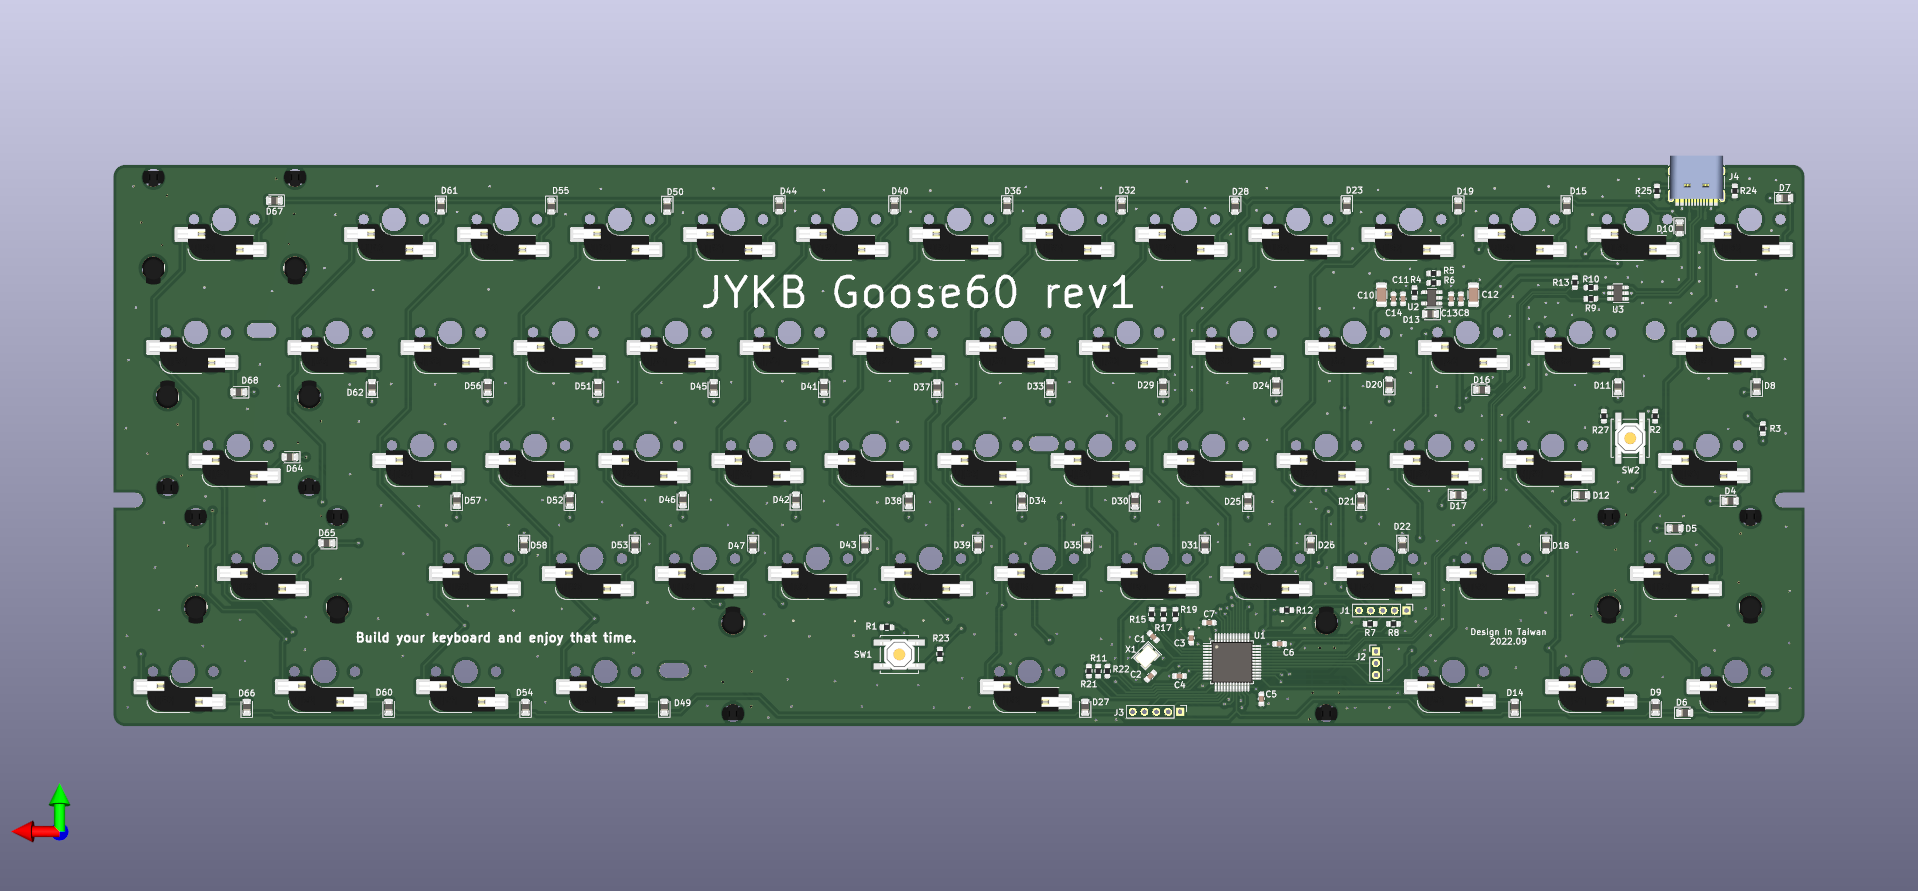 D61 D55 D50 D44 D40 D36 D32 D28 D23 D19 D15 R25 J4 R24 D7
D67 D10
JYKB Goose60 rev1
C11 R4 R5 R6 R13 R10
C10 C14 U2 C12 R9 U3
D13 C13 C8
D68 D62 D56 D51 D45 D41 D37 D33 D29 D24 D20 D16 D11 D8
R27 R2 R3
SW2
D64
D57 D52 D46 D42 D38 D34 D30 D25 D21 D17 D12 D4
D65 D58 D53 D47 D43 D39 D35 D31 D26 D22 D18 D5
Build your keyboard and enjoy that time.
R1 R23
SW1
R15 R19 C7 R12 J1
R17 R7 R8
C1 C3 U1
X1 C6 J2
R11 R22 C2 C4
R21 C5
Design in Taiwan
2022.09
D66 D60 D54 D49 D27 J3 D14 D9 D6